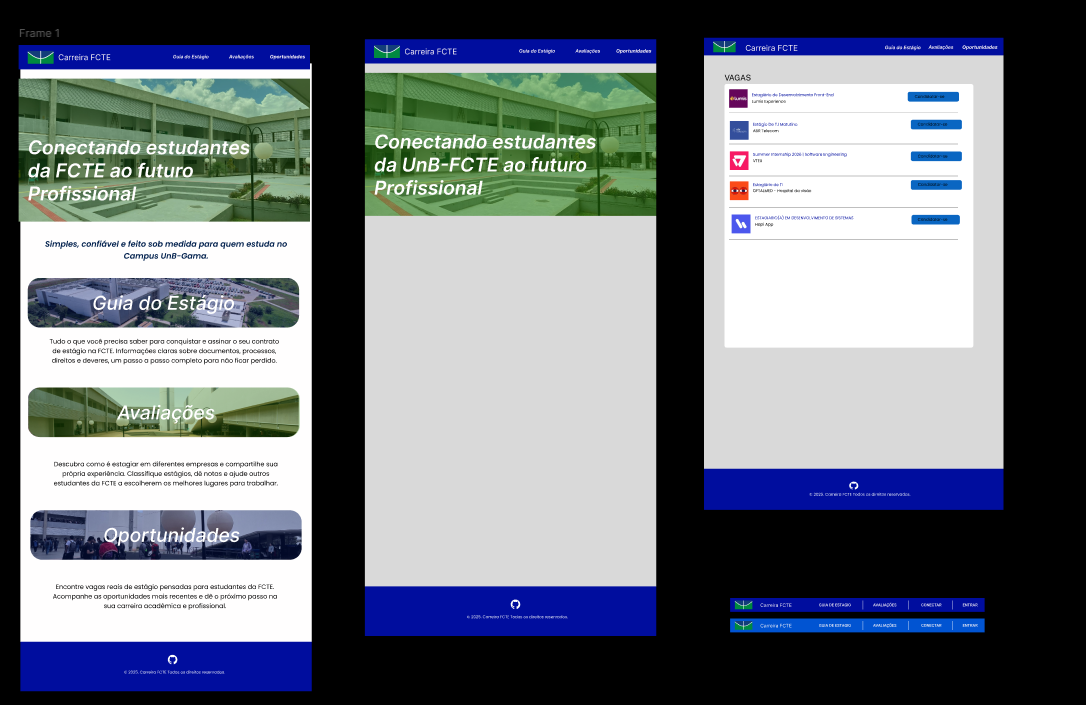 Frame 1
Carreira FCTE
Guia do Estágio
Avaliações
Oportunidades
Conectando estudantes
da FCTE ao futuro
Profissional
Simples, confiável e feito sob medida para quem estuda no
Campus UnB-Gama.
Guia do Estágio
Tudo o que você precisa saber para conquistar e assinar o seu contrato
de estágio na FCTE. Informações claras sobre documentos, processos,
direitos e deveres, um passo a passo completo para não ficar perdido.
Avaliações
Descubra como é estagiar em diferentes empresas e compartilhe sua
própria experiência. Classifique estágios, dê notas e ajude outros
estudantes da FCTE a escolherem os melhores lugares para trabalhar.
Oportunidades
Encontre vagas reais de estágio pensadas para estudantes da FCTE.
Acompanhe as oportunidades mais recentes e dê o próximo passo na
sua carreira acadêmica e profissional.
© 2025. Carreira FCTE Todos os direitos reservados.
Carreira FCTE
Guia do Estágio
Avaliações
Oportunidades
Conectando estudantes
da UnB-FCTE ao futuro
Profissional
© 2025. Carreira FCTE Todos os direitos reservados.
Carreira FCTE
Guia do Estágio
Avaliações
Oportunidades
VAGAS
Estagiário de Desenvolvimento Front-End
Lumis Experience
Candidatar-se
Estágio De T.I Matutino
Candidatar-se
Summer Internship 2026 | Software Engineering
VTEX
Candidatar-se
Estagiário de TI
OFTALMED - Hospital da visão
Candidatar-se
ESTAGIÁRIO(A) EM DESENVOLVIMENTO DE SISTEMAS
Hapi App
Candidatar-se
© 2025. Carreira FCTE Todos os direitos reservados.
Carreira FCTE
GUIA DE ESTAGIO
AVALIAÇÕES
CONECTAR
ENTRAR
Carreira FCTE
GUIA DE ESTAGIO
AVALIAÇÕES
CONECTAR
ENTRAR